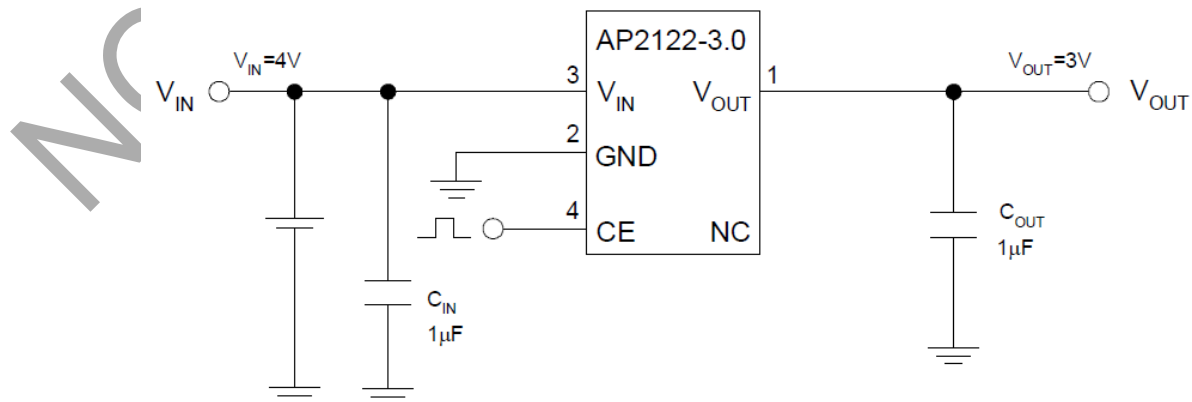 AP2122-3.0
V_IN=4V
V_OUT=3V
V_IN
3
V_IN
V_OUT
1
V_OUT
2
GND
4
CE
NC
C_OUT
1µF
C_IN
1µF